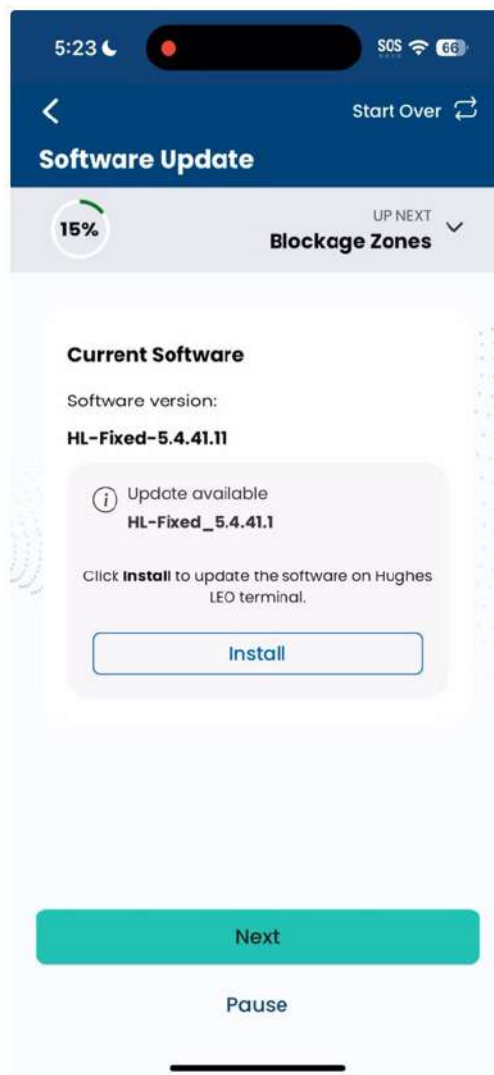 5:23
SOS
66
Start Over
Software Update
15%
UP NEXT
Blockage Zones
Current Software
Software version:
HL-Fixed-5.4.41.11
Update available
HL-Fixed_5.4.41.1
Click Install to update the software on Hughes
LEO terminal.
Install
Next
Pause